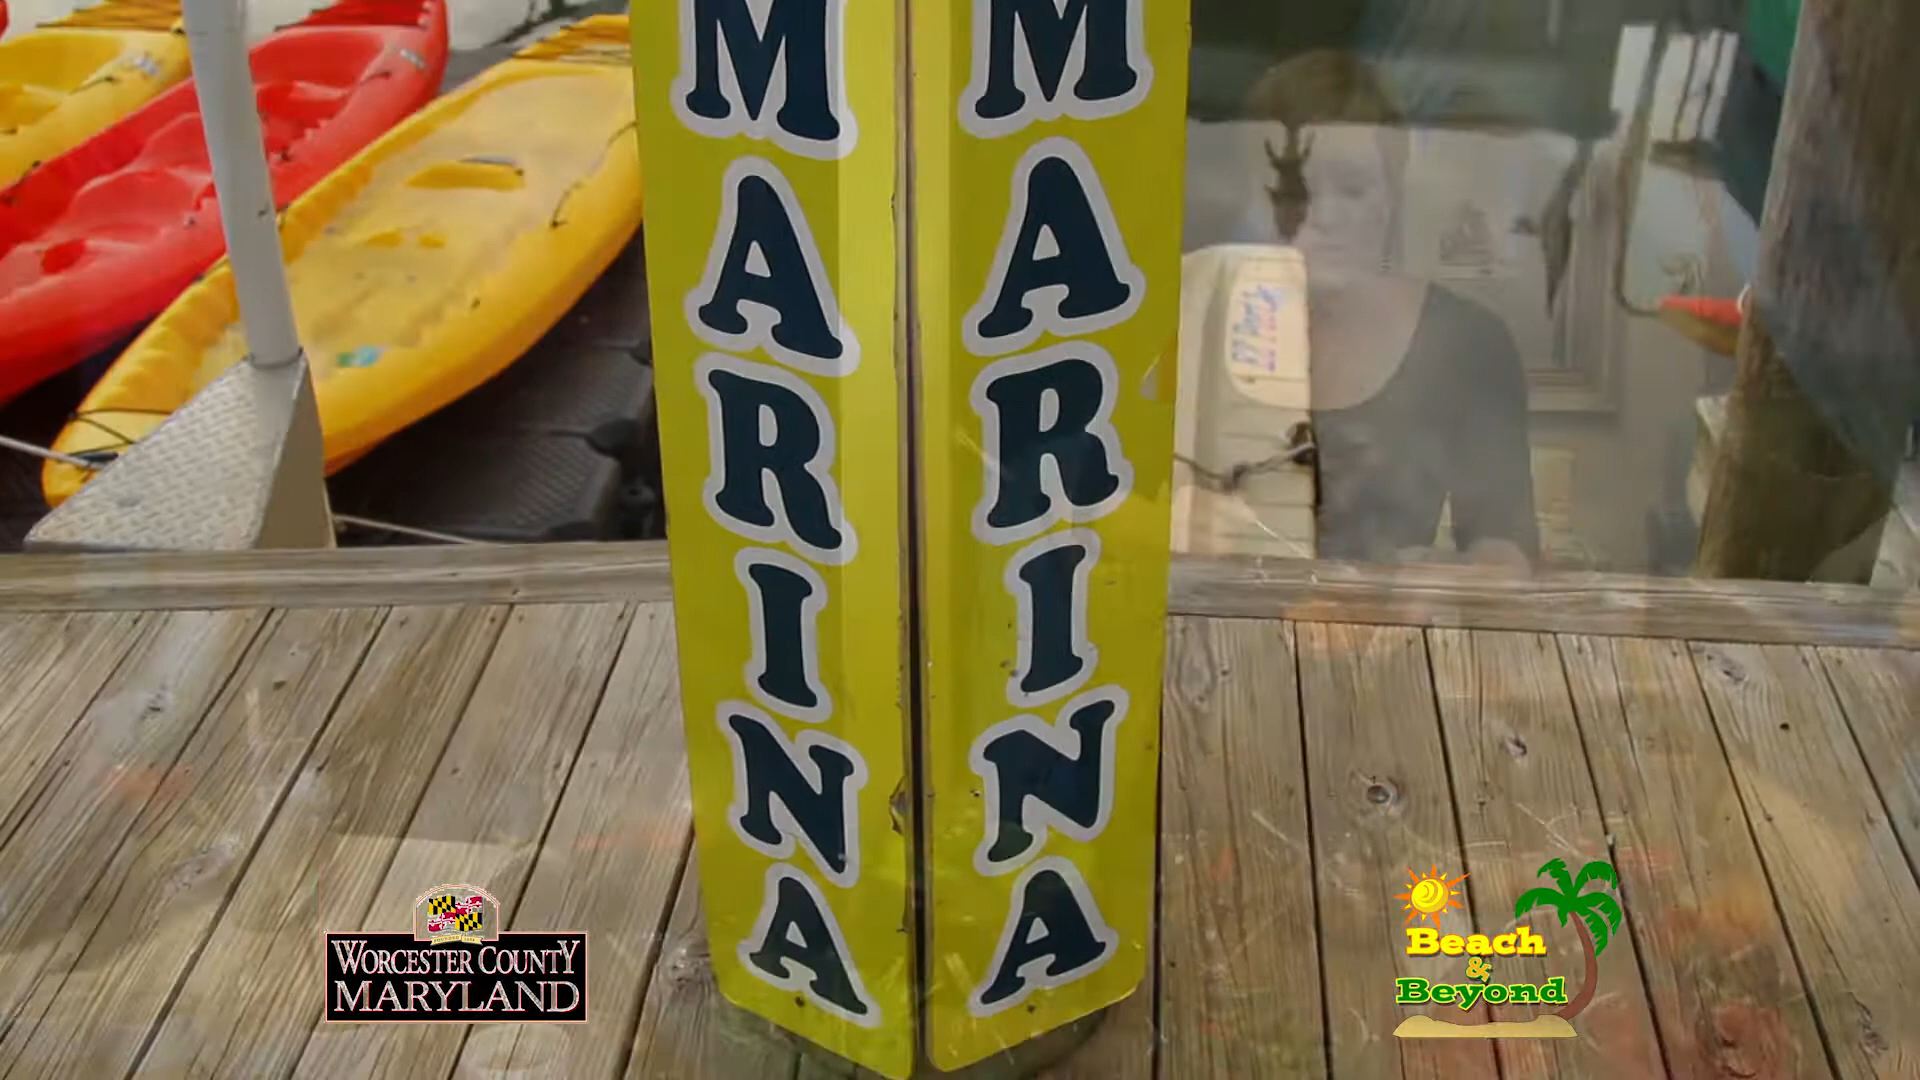 MARINA
MARINA
WORCESTER COUNTY
MARYLAND
Beach
&
Beyond